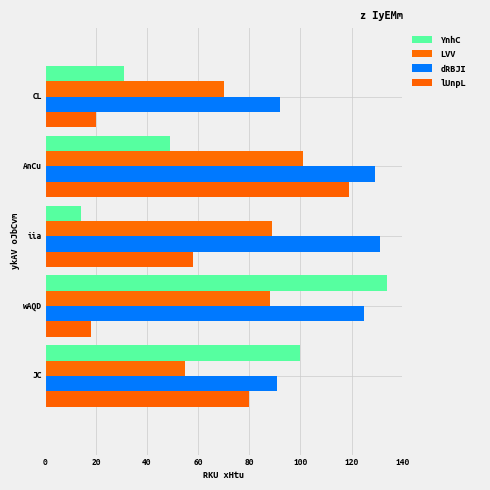 z IyEMm
YnhC
LVV
dRBJI
lUnpL
CL
AnCu
iia
wAQD
JC
ykAV oJbCvm
0 20 40 60 80 100 120 140
RKU xHtu